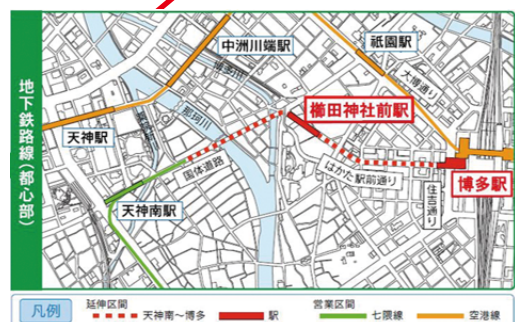 地下鉄路線(都心部)
中洲川端駅
祇園駅
博多川
大博通り
那珂川
櫛田神社前駅
天神駅
国体道路
はかた駅前通り
博多駅
住吉通り
天神南駅
凡例
延伸区間
天神南～博多
駅
営業区間
七隈線
空港線